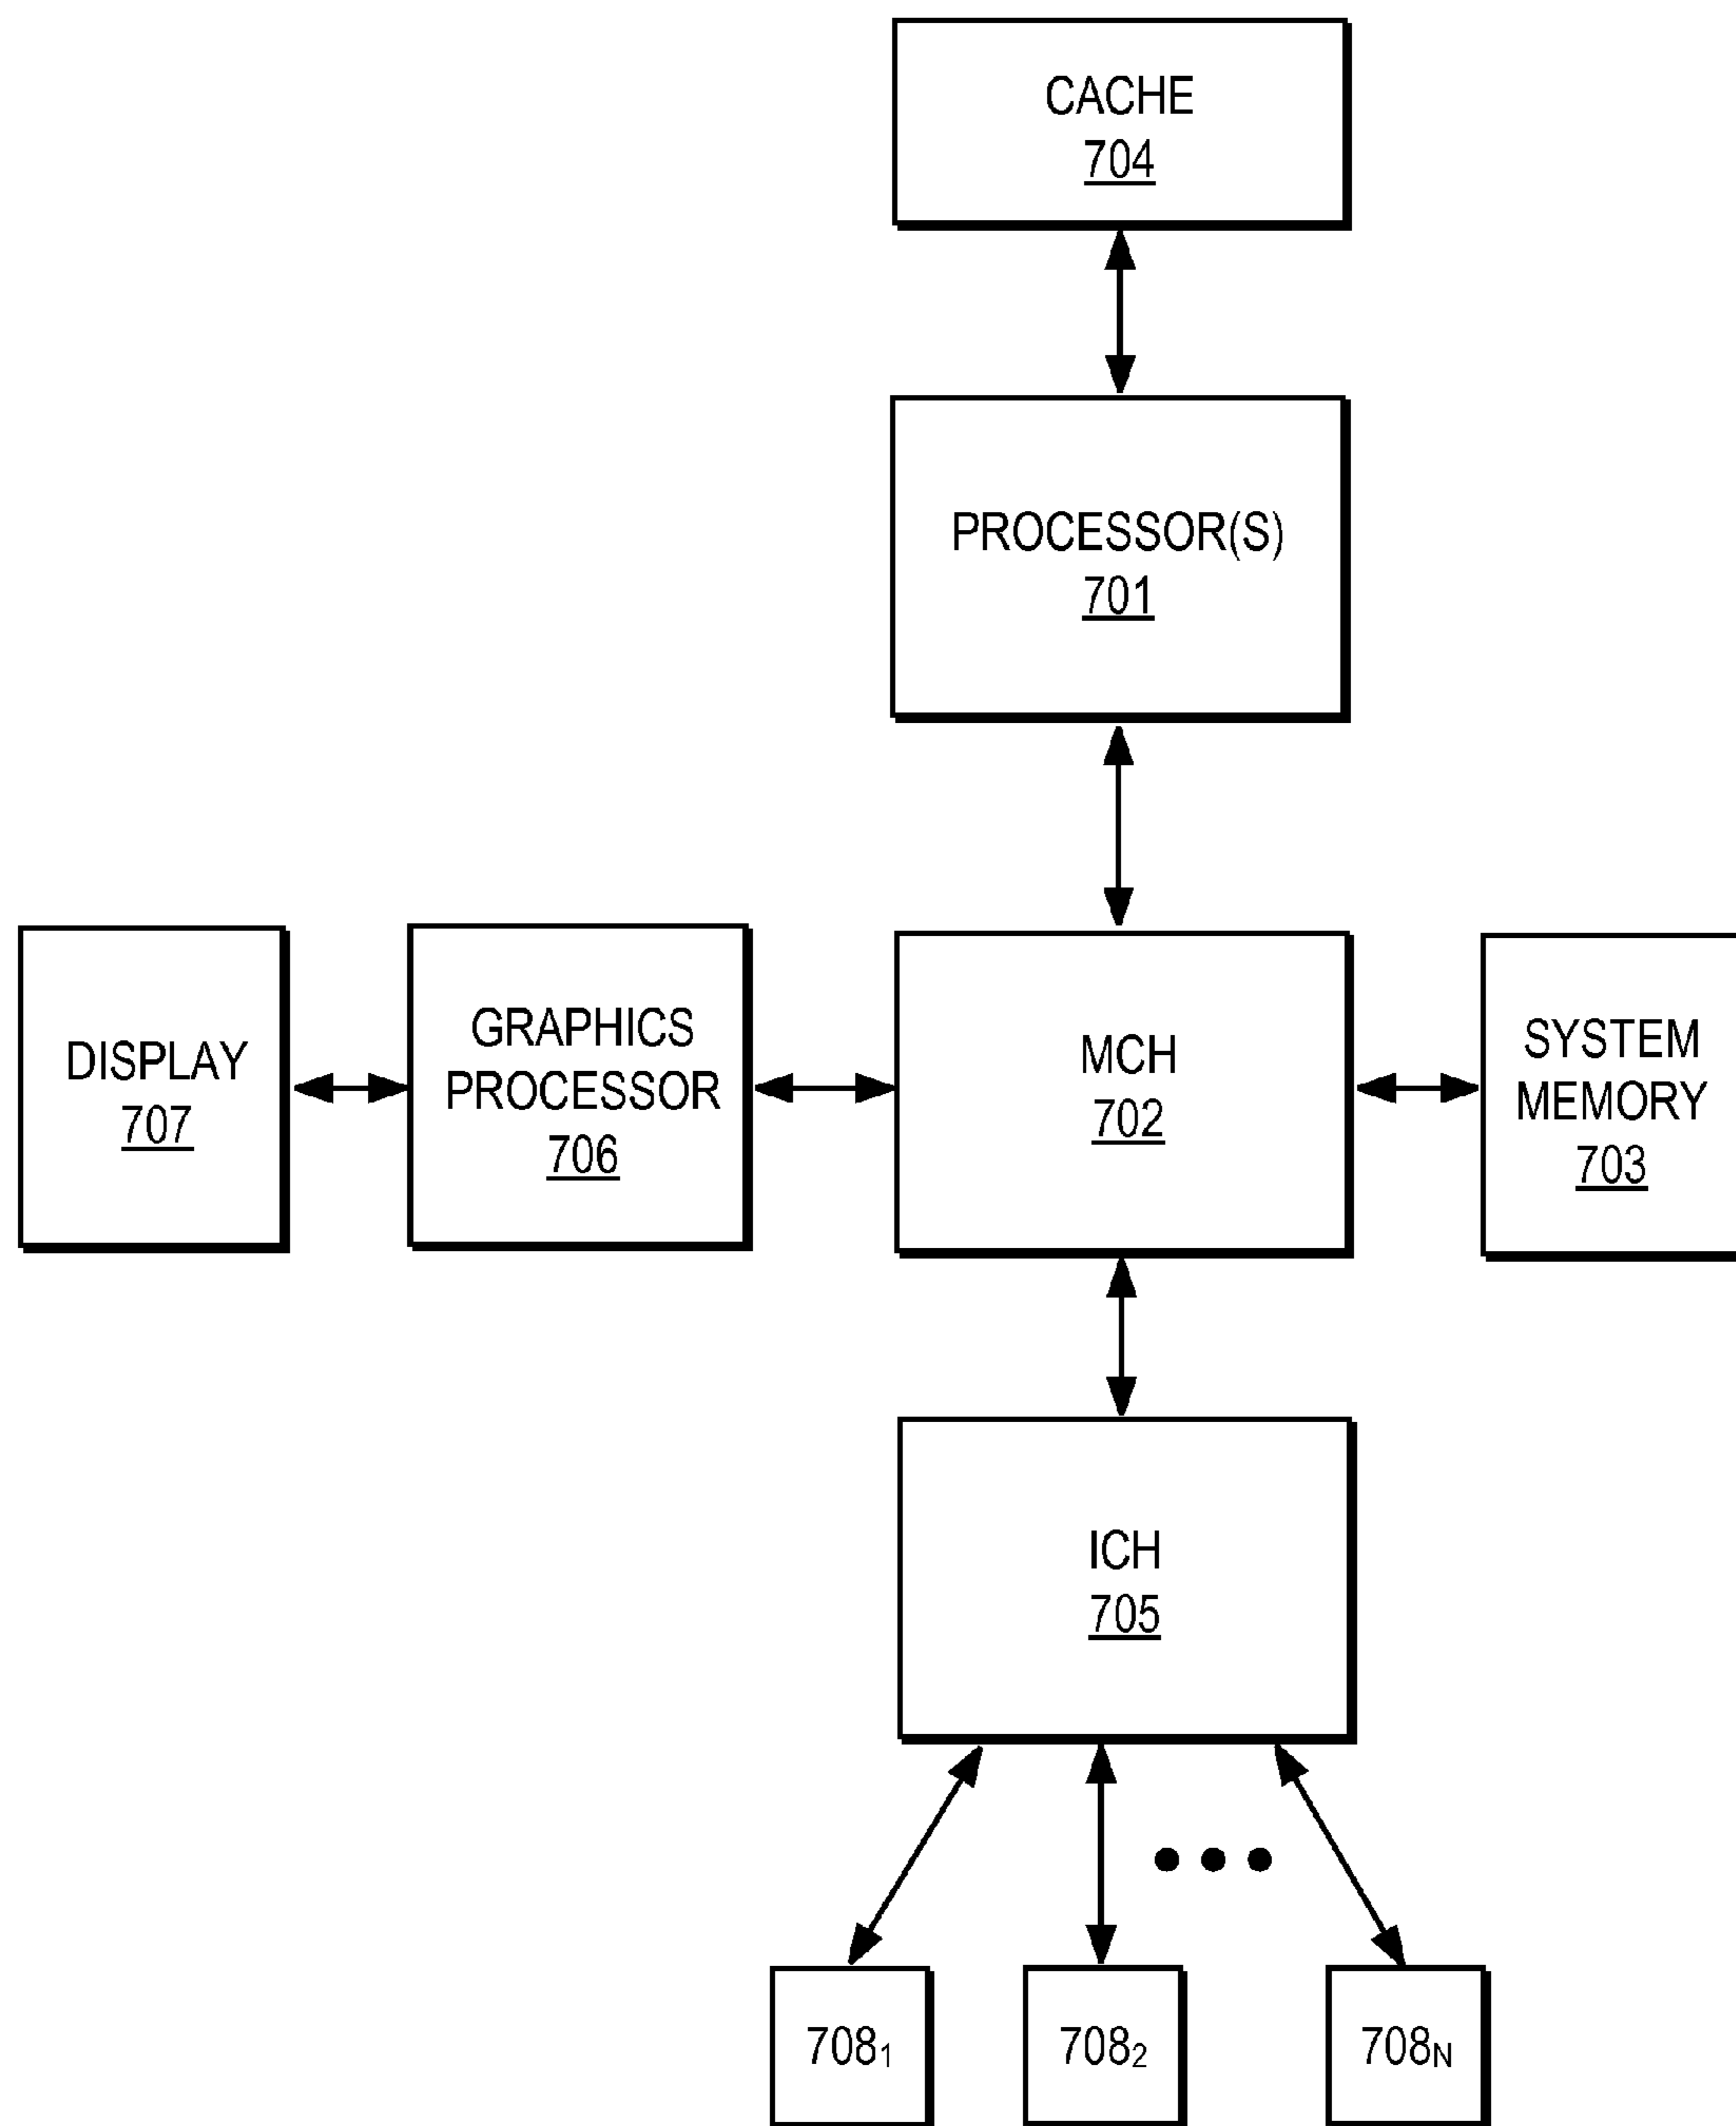 CACHE
704
PROCESSOR(S)
701
DISPLAY
707
GRAPHICS
PROCESSOR
706
MCH
702
SYSTEM
MEMORY
703
ICH
705
708₁
708₂
708N